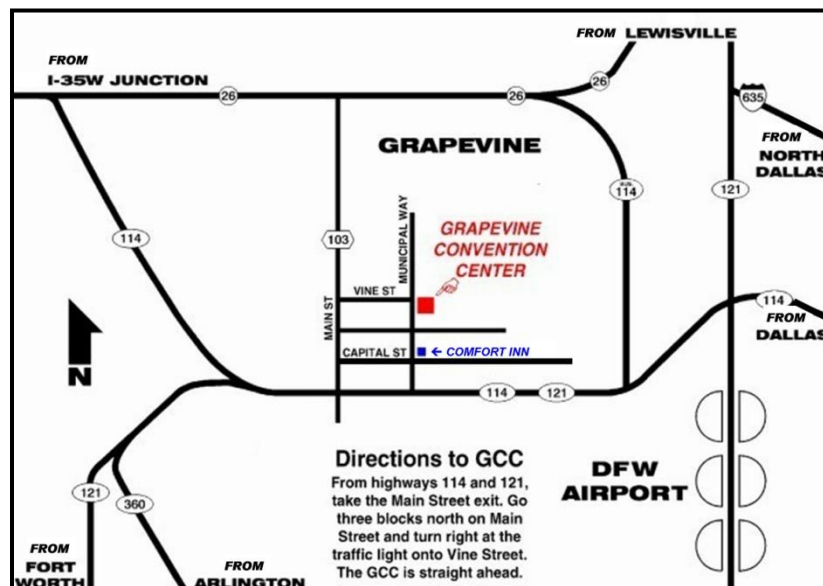 FROM LEWISVILLE
FROM
I-35W JUNCTION
26
26
26
635
FROM
NORTH
DALLAS
GRAPEVINE
BUS.
114
121
114
103
MUNICIPAL WAY
GRAPEVINE
CONVENTION
CENTER
VINE ST
MAIN ST
114
FROM
DALLAS
CAPITAL ST
← COMFORT INN
N
114
121
Directions to GCC
From highways 114 and 121,
take the Main Street exit. Go
three blocks north on Main
Street and turn right at the
traffic light onto Vine Street.
The GCC is straight ahead.
DFW
AIRPORT
121
360
FROM
FORT
WORTH
FROM
ARLINGTON